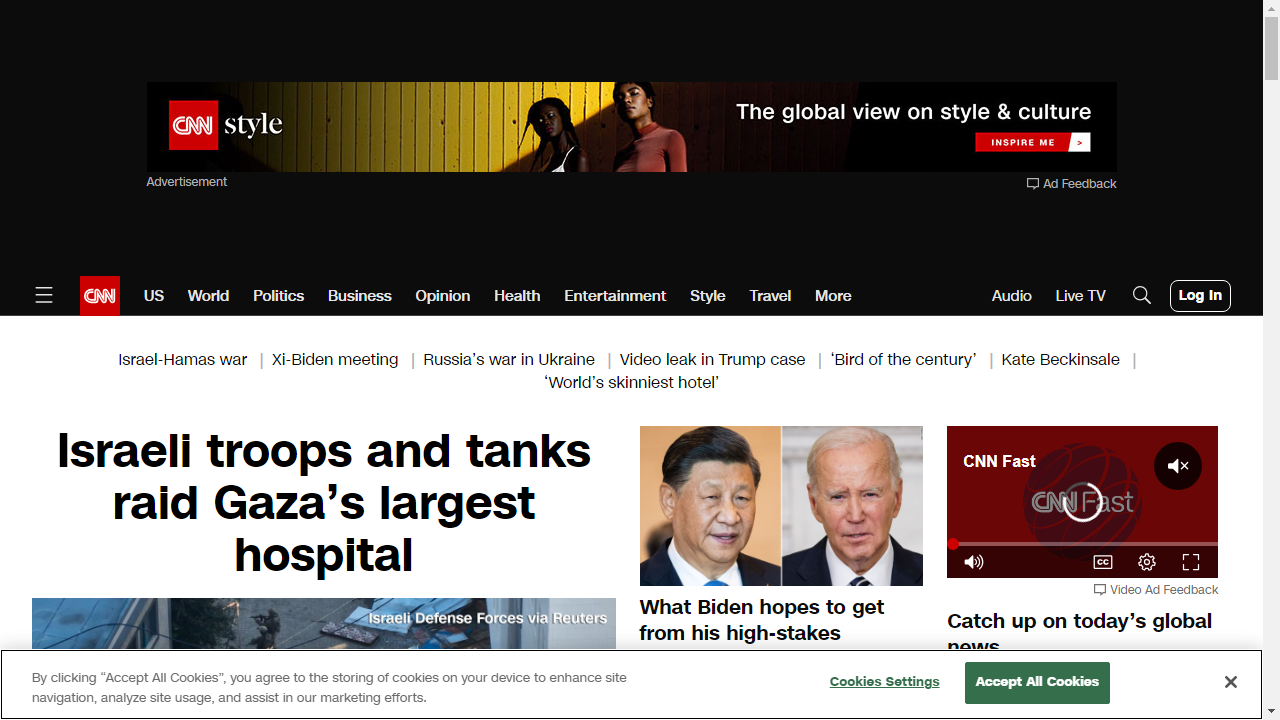 CNN style
The global view on style & culture
INSPIRE ME >
Advertisement
Ad Feedback
CNN US World Politics Business Opinion Health Entertainment Style Travel More Audio Live TV Log In
Israel-Hamas war | Xi-Biden meeting | Russia’s war in Ukraine | Video leak in Trump case | ‘Bird of the century’ | Kate Beckinsale |
‘World’s skinniest hotel’
Israeli troops and tanks
raid Gaza’s largest
hospital
Israeli Defense Forces via Reuters
What Biden hopes to get
from his high-stakes
CNN Fast
CNN Fast
CC
Video Ad Feedback
Catch up on today’s global
news
By clicking “Accept All Cookies”, you agree to the storing of cookies on your device to enhance site
navigation, analyze site usage, and assist in our marketing efforts.
Cookies Settings
Accept All Cookies